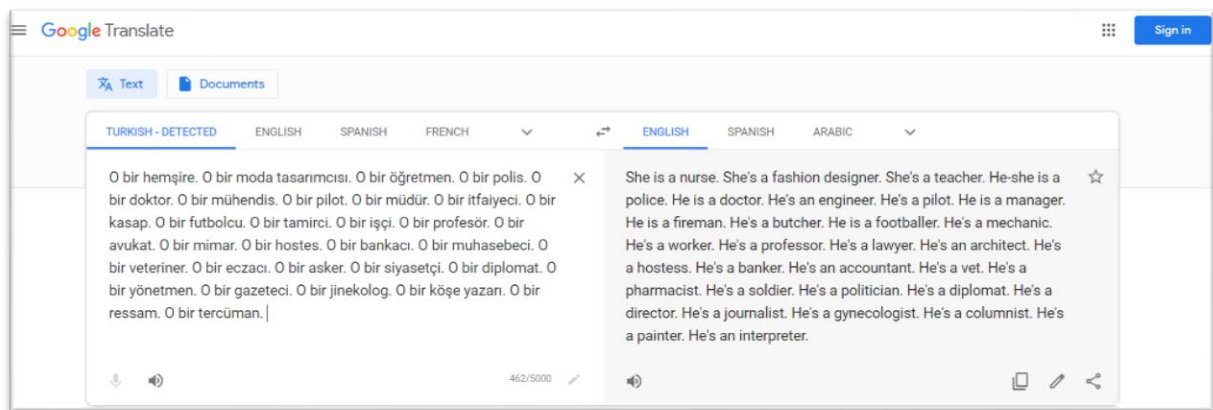 Google Translate
Sign in
Text
Documents
TURKISH - DETECTED ENGLISH SPANISH FRENCH
ENGLISH SPANISH ARABIC
O bir hemşire. O bir moda tasarımcısı. O bir öğretmen. O bir polis. O
bir doktor. O bir mühendis. O bir pilot. O bir müdür. O bir itfaiyeci. O bir
kasap. O bir futbolcu. O bir tamirci. O bir işçi. O bir profesör. O bir
avukat. O bir mimar. O bir hostes. O bir bankacı. O bir muhasebeci. O
bir veteriner. O bir eczacı. O bir asker. O bir siyasetçi. O bir diplomat. O
bir yönetmen. O bir gazeteci. O bir jinekolog. O bir köşe yazarı. O bir
ressam. O bir tercüman.
462/5000
She is a nurse. She's a fashion designer. She's a teacher. He-she is a
police. He is a doctor. He's an engineer. He's a pilot. He is a manager.
He is a fireman. He's a butcher. He is a footballer. He's a mechanic.
He's a worker. He's a professor. He's a lawyer. He's an architect. He's
a hostess. He's a banker. He's an accountant. He's a vet. He's a
pharmacist. He's a soldier. He's a politician. He's a diplomat. He's a
director. He's a journalist. He's a gynecologist. He's a columnist. He's
a painter. He's an interpreter.